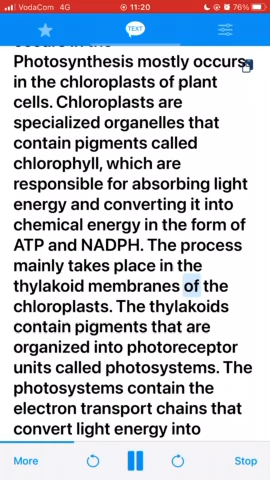 VodaCom 4G
11:20
76%
TEXT
occurs in the
Photosynthesis mostly occurs
in the chloroplasts of plant
cells. Chloroplasts are
specialized organelles that
contain pigments called
chlorophyll, which are
responsible for absorbing light
energy and converting it into
chemical energy in the form of
ATP and NADPH. The process
mainly takes place in the
thylakoid membranes of the
chloroplasts. The thylakoids
contain pigments that are
organized into photoreceptor
units called photosystems. The
photosystems contain the
electron transport chains that
convert light energy into
More
Stop